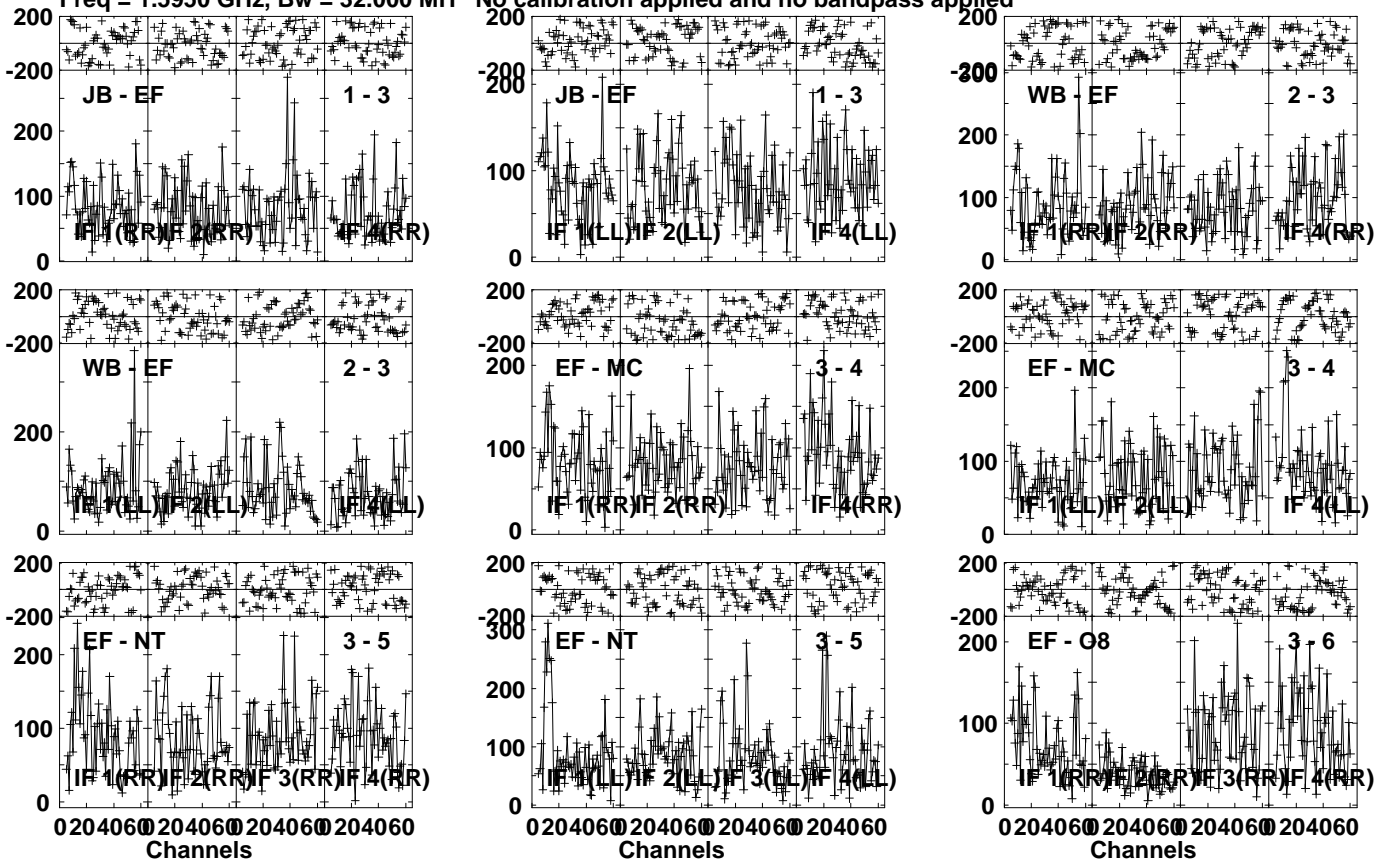 Freq = 1.5950 GHz, Bw = 32.000 MH No calibration applied and no bandpass applied
200
-200
JB - EF
1 - 3
200
100
0
IF 1(RR)
IF 2(RR)
IF 4(RR)
200
-200
JB - EF
1 - 3
200
100
0
IF 1(LL)
IF 2(LL)
IF 4(LL)
200
-200
300
WB - EF
2 - 3
200
100
0
IF 1(RR)
IF 2(RR)
IF 4(RR)
200
-200
WB - EF
2 - 3
200
0
IF 1(LL)
IF 2(LL)
IF 4(LL)
200
-200
EF - MC
3 - 4
200
100
0
IF 1(RR)
IF 2(RR)
IF 4(RR)
200
-200
EF - MC
3 - 4
200
100
0
IF 1(LL)
IF 2(LL)
IF 4(LL)
200
-200
EF - NT
3 - 5
200
100
0
IF 1(RR)
IF 2(RR)
IF 3(RR)
IF 4(RR)
0 20 40 60 0 20 40 60 0 20 40 60 0 20 40 60
Channels
200
-200
300
EF - NT
3 - 5
200
100
0
IF 1(LL)
IF 2(LL)
IF 3(LL)
IF 4(LL)
0 20 40 60 0 20 40 60 0 20 40 60 0 20 40 60
Channels
200
-200
EF - O8
3 - 6
200
100
0
IF 1(RR)
IF 2(RR)
IF 3(RR)
IF 4(RR)
0 20 40 60 0 20 40 60 0 20 40 60 0 20 40 60
Channels